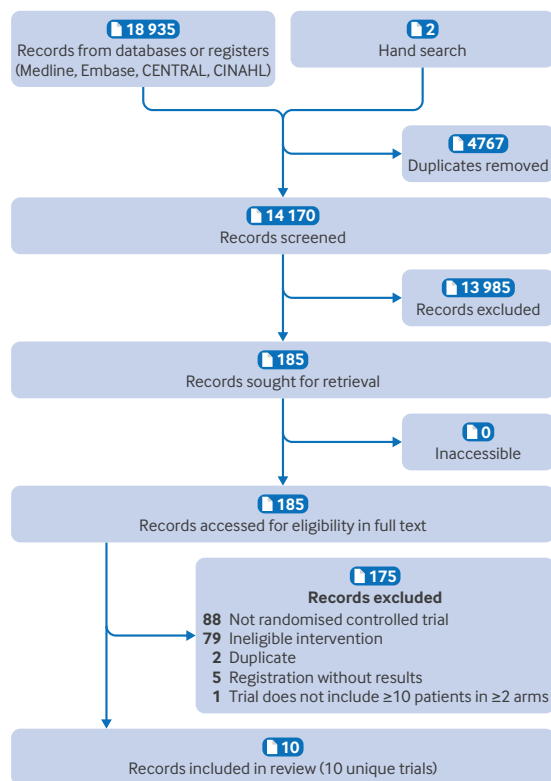 18 935
Records from databases or registers
(Medline, Embase, CENTRAL, CINAHL)
2
Hand search
4767
Duplicates removed
14 170
Records screened
13 985
Records excluded
185
Records sought for retrieval
0
Inaccessible
185
Records accessed for eligibility in full text
175
Records excluded
88 Not randomised controlled trial
79 Ineligible intervention
2 Duplicate
5 Registration without results
1 Trial does not include ≥10 patients in ≥2 arms
10
Records included in review (10 unique trials)